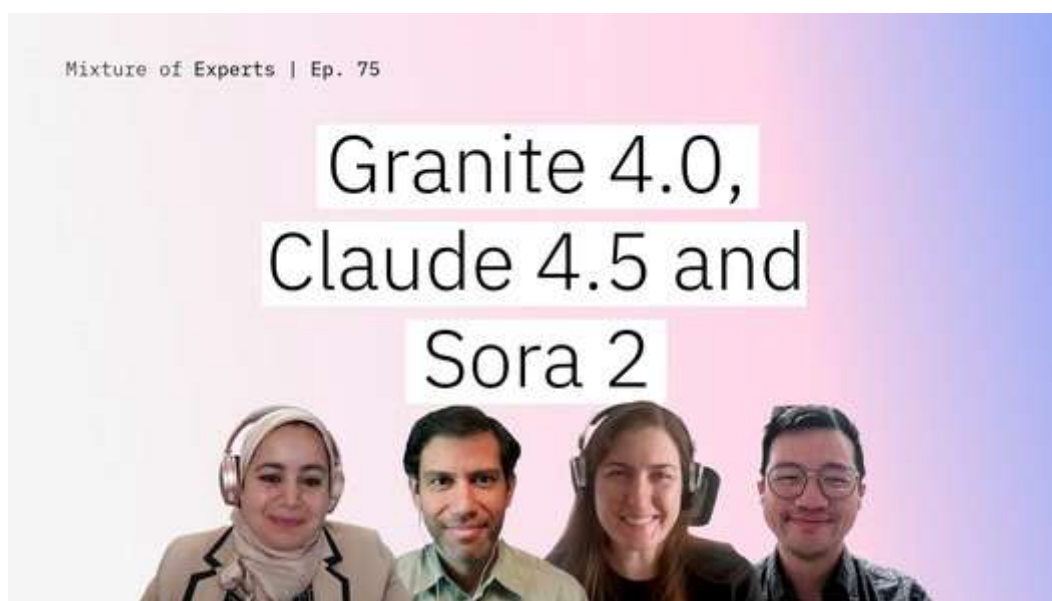 Mixture of Experts | Ep. 75
Granite 4.0,
Claude 4.5 and
Sora 2